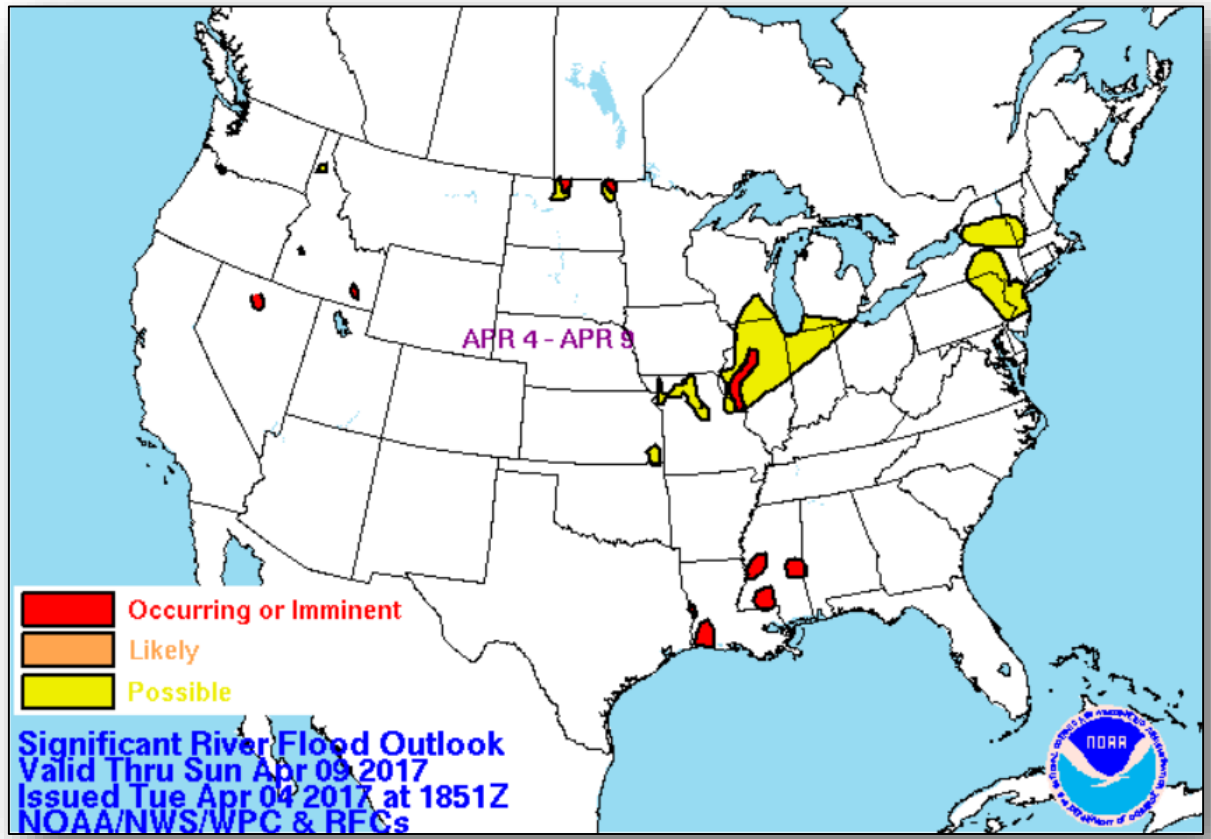 APR 4 - APR 9
Occurring or Imminent
Likely
Possible
Significant River Flood Outlook
Valid Thru Sun Apr 09 2017
Issued Tue Apr 04 2017 at 1851Z
NOAA/NWS/WPC & RFCs
NOAA